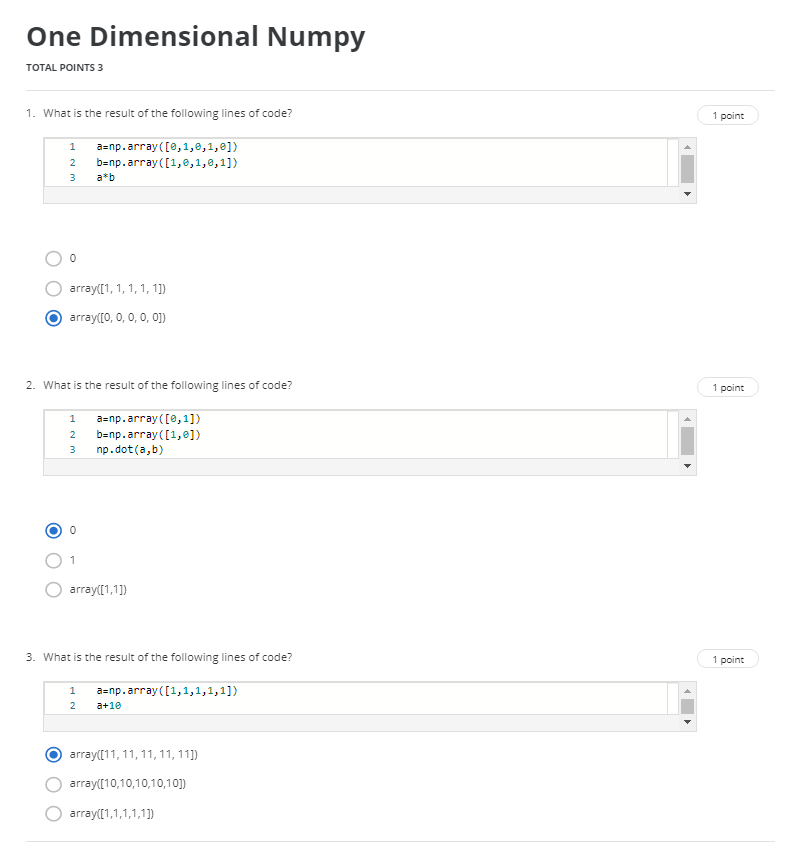 One Dimensional Numpy
TOTAL POINTS 3
1. What is the result of the following lines of code?
1 point
1 a=np.array([0,1,0,1,0])
2 b=np.array([1,0,1,0,1])
3 a*b
0
array([1, 1, 1, 1, 1])
array([0, 0, 0, 0, 0])
2. What is the result of the following lines of code?
1 point
1 a=np.array([0,1])
2 b=np.array([1,0])
3 np.dot(a,b)
0
1
array([1,1])
3. What is the result of the following lines of code?
1 point
1 a=np.array([1,1,1,1,1])
2 a+10
array([11, 11, 11, 11, 11])
array([10,10,10,10,10])
array([1,1,1,1,1])